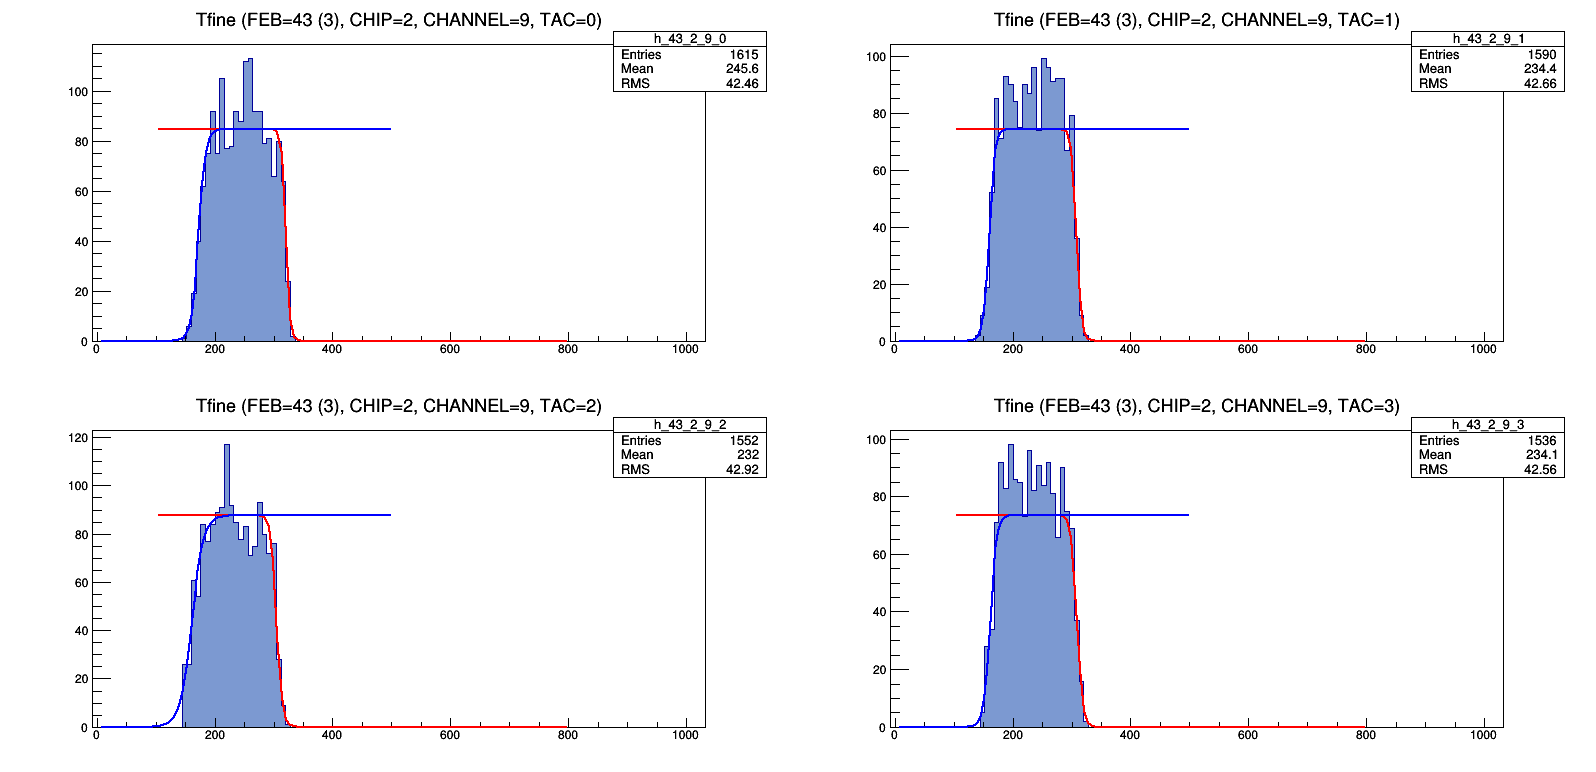 Tfine (FEB=43 (3), CHIP=2, CHANNEL=9, TAC=0)
h_43_2_9_0
Entries 1615
Mean 245.6
RMS 42.46
100
80
60
40
20
0
0 200 400 600 800 1000
Tfine (FEB=43 (3), CHIP=2, CHANNEL=9, TAC=1)
h_43_2_9_1
Entries 1590
Mean 234.4
RMS 42.66
100
80
60
40
20
0
0 200 400 600 800 1000
Tfine (FEB=43 (3), CHIP=2, CHANNEL=9, TAC=2)
h_43_2_9_2
Entries 1552
Mean 232
RMS 42.92
120
100
80
60
40
20
0
0 200 400 600 800 1000
Tfine (FEB=43 (3), CHIP=2, CHANNEL=9, TAC=3)
h_43_2_9_3
Entries 1536
Mean 234.1
RMS 42.56
100
80
60
40
20
0
0 200 400 600 800 1000